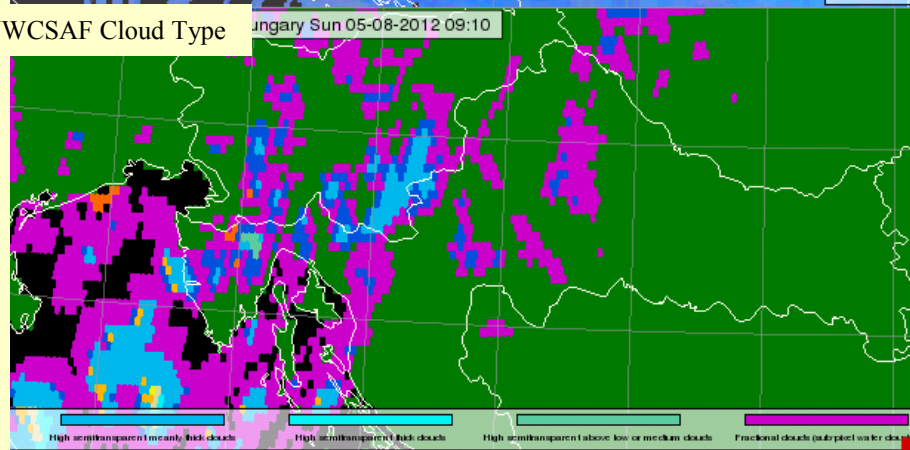 WCSAF Cloud Type
ungary Sun 05-08-2012 09:10
High semitransparent meanly thick clouds
High semitransparent thick clouds
High semitransparent above low or medium clouds
Fractional clouds (sub-pixel water clouds